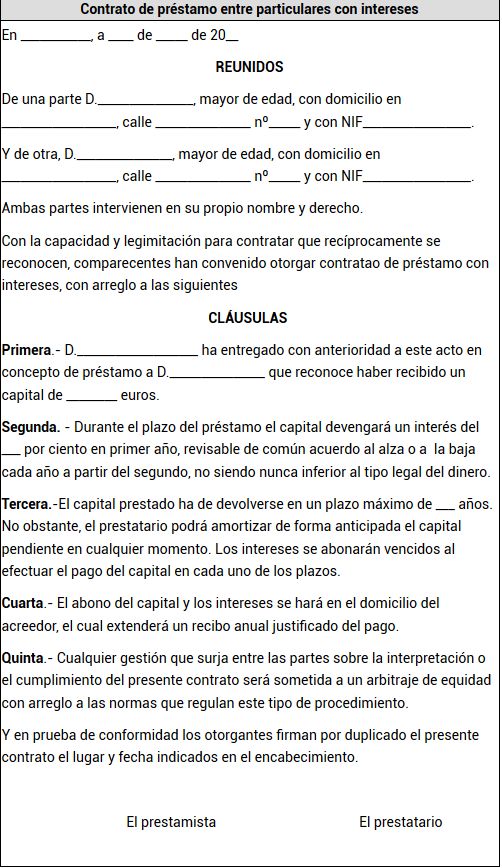 Contrato de préstamo entre particulares con intereses
En ___________, a ____ de _____ de 20__
REUNIDOS
De una parte D._______________, mayor de edad, con domicilio en
__________________, calle _______________ nº_____ y con NIF_________________.
Y de otra, D._______________, mayor de edad, con domicilio en
__________________, calle _______________ nº_____ y con NIF_________________.
Ambas partes intervienen en su propio nombre y derecho.
Con la capacidad y legimitación para contratar que recíprocamente se
reconocen, comparecentes han convenido otorgar contratao de préstamo con
intereses, con arreglo a las siguientes
CLÁUSULAS
Primera.- D.___________________ ha entregado con anterioridad a este acto en
concepto de préstamo a D._______________ que reconoce haber recibido un
capital de ________ euros.
Segunda. - Durante el plazo del préstamo el capital devengará un interés del
___ por ciento en primer año, revisable de común acuerdo al alza o a la baja
cada año a partir del segundo, no siendo nunca inferior al tipo legal del dinero.
Tercera.-El capital prestado ha de devolverse en un plazo máximo de ___ años.
No obstante, el prestatario podrá amortizar de forma anticipada el capital
pendiente en cualquier momento. Los intereses se abonarán vencidos al
efectuar el pago del capital en cada uno de los plazos.
Cuarta.- El abono del capital y los intereses se hará en el domicilio del
acreedor, el cual extenderá un recibo anual justificado del pago.
Quinta.- Cualquier gestión que surja entre las partes sobre la interpretación o
el cumplimiento del presente contrato será sometida a un arbitraje de equidad
con arreglo a las normas que regulan este tipo de procedimiento.
Y en prueba de conformidad los otorgantes firman por duplicado el presente
contrato el lugar y fecha indicados en el encabecimiento.
El prestamista El prestatario